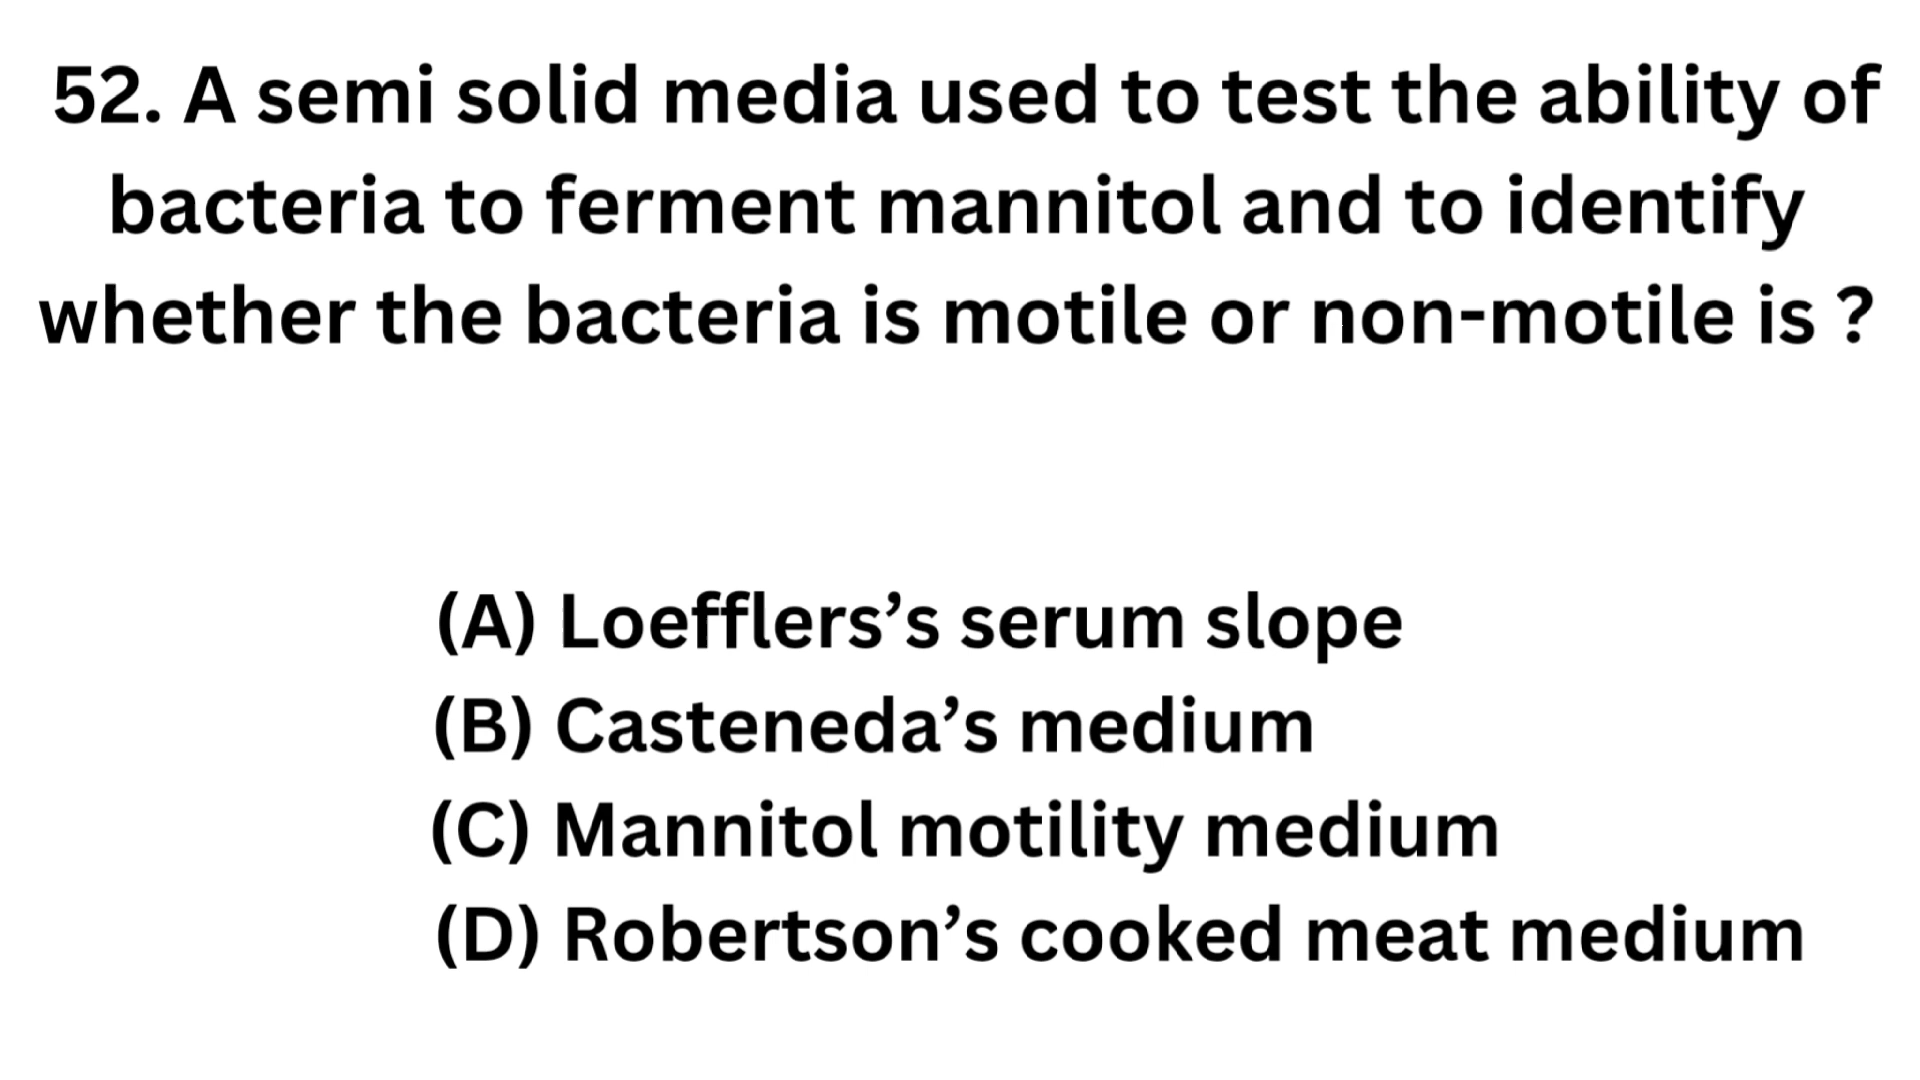 52. A semi solid media used to test the ability of
bacteria to ferment mannitol and to identify
whether the bacteria is motile or non-motile is ?
(A) Loefflers’s serum slope
(B) Casteneda’s medium
(C) Mannitol motility medium
(D) Robertson’s cooked meat medium